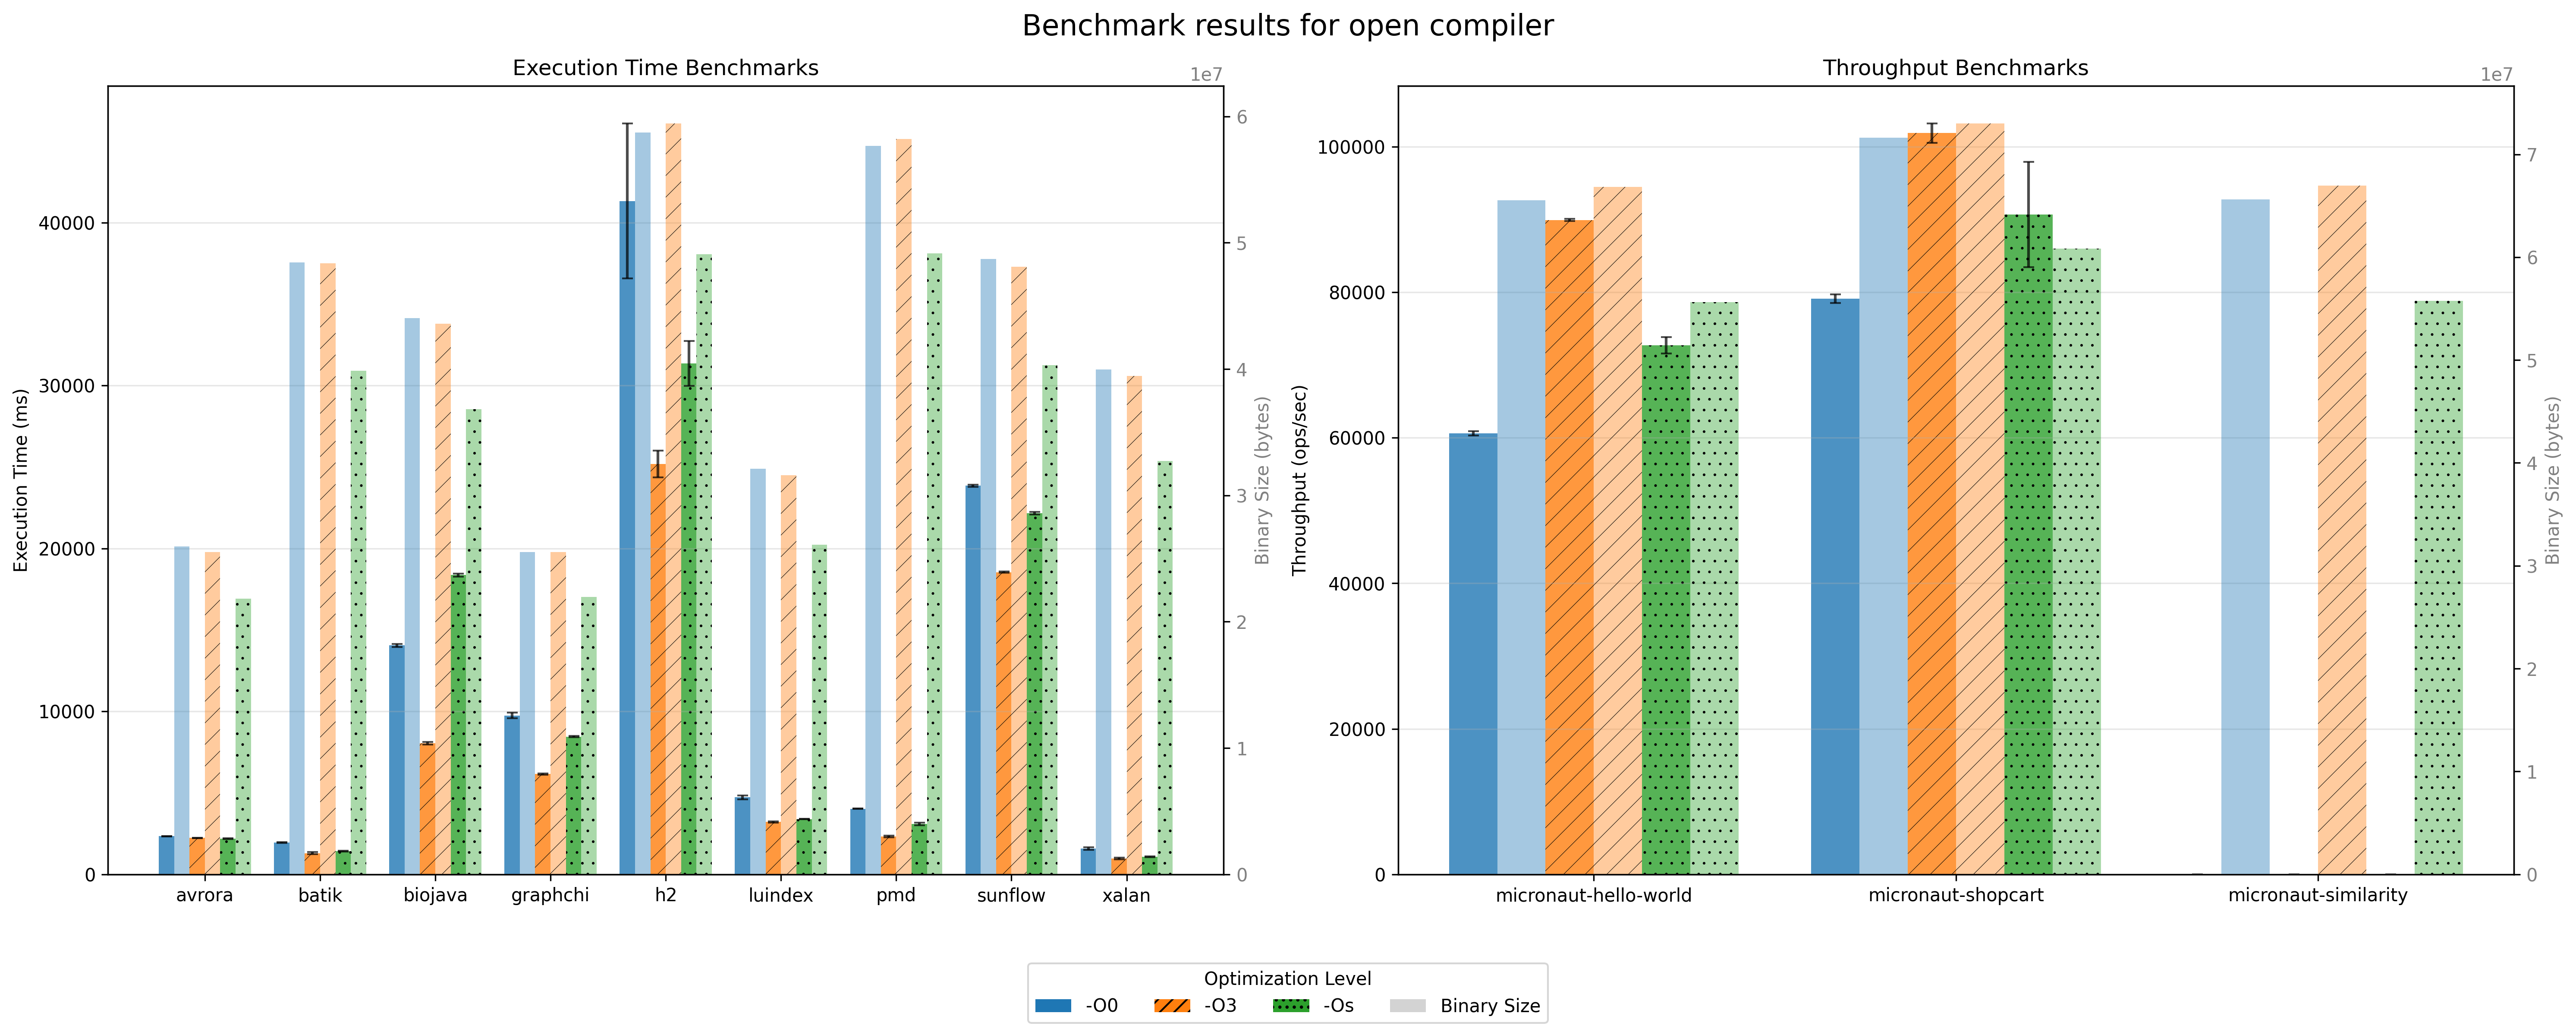 Benchmark results for open compiler
Execution Time Benchmarks
1e7
Execution Time (ms)
40000
30000
20000
10000
0
6
5
4
3
2
1
0
Binary Size (bytes)
avrora batik biojava graphchi h2 luindex pmd sunflow xalan
Throughput Benchmarks
1e7
Throughput (ops/sec)
100000
80000
60000
40000
20000
0
7
6
5
4
3
2
1
0
Binary Size (bytes)
micronaut-hello-world micronaut-shopcart micronaut-similarity
Optimization Level
-O0 -O3 -Os Binary Size